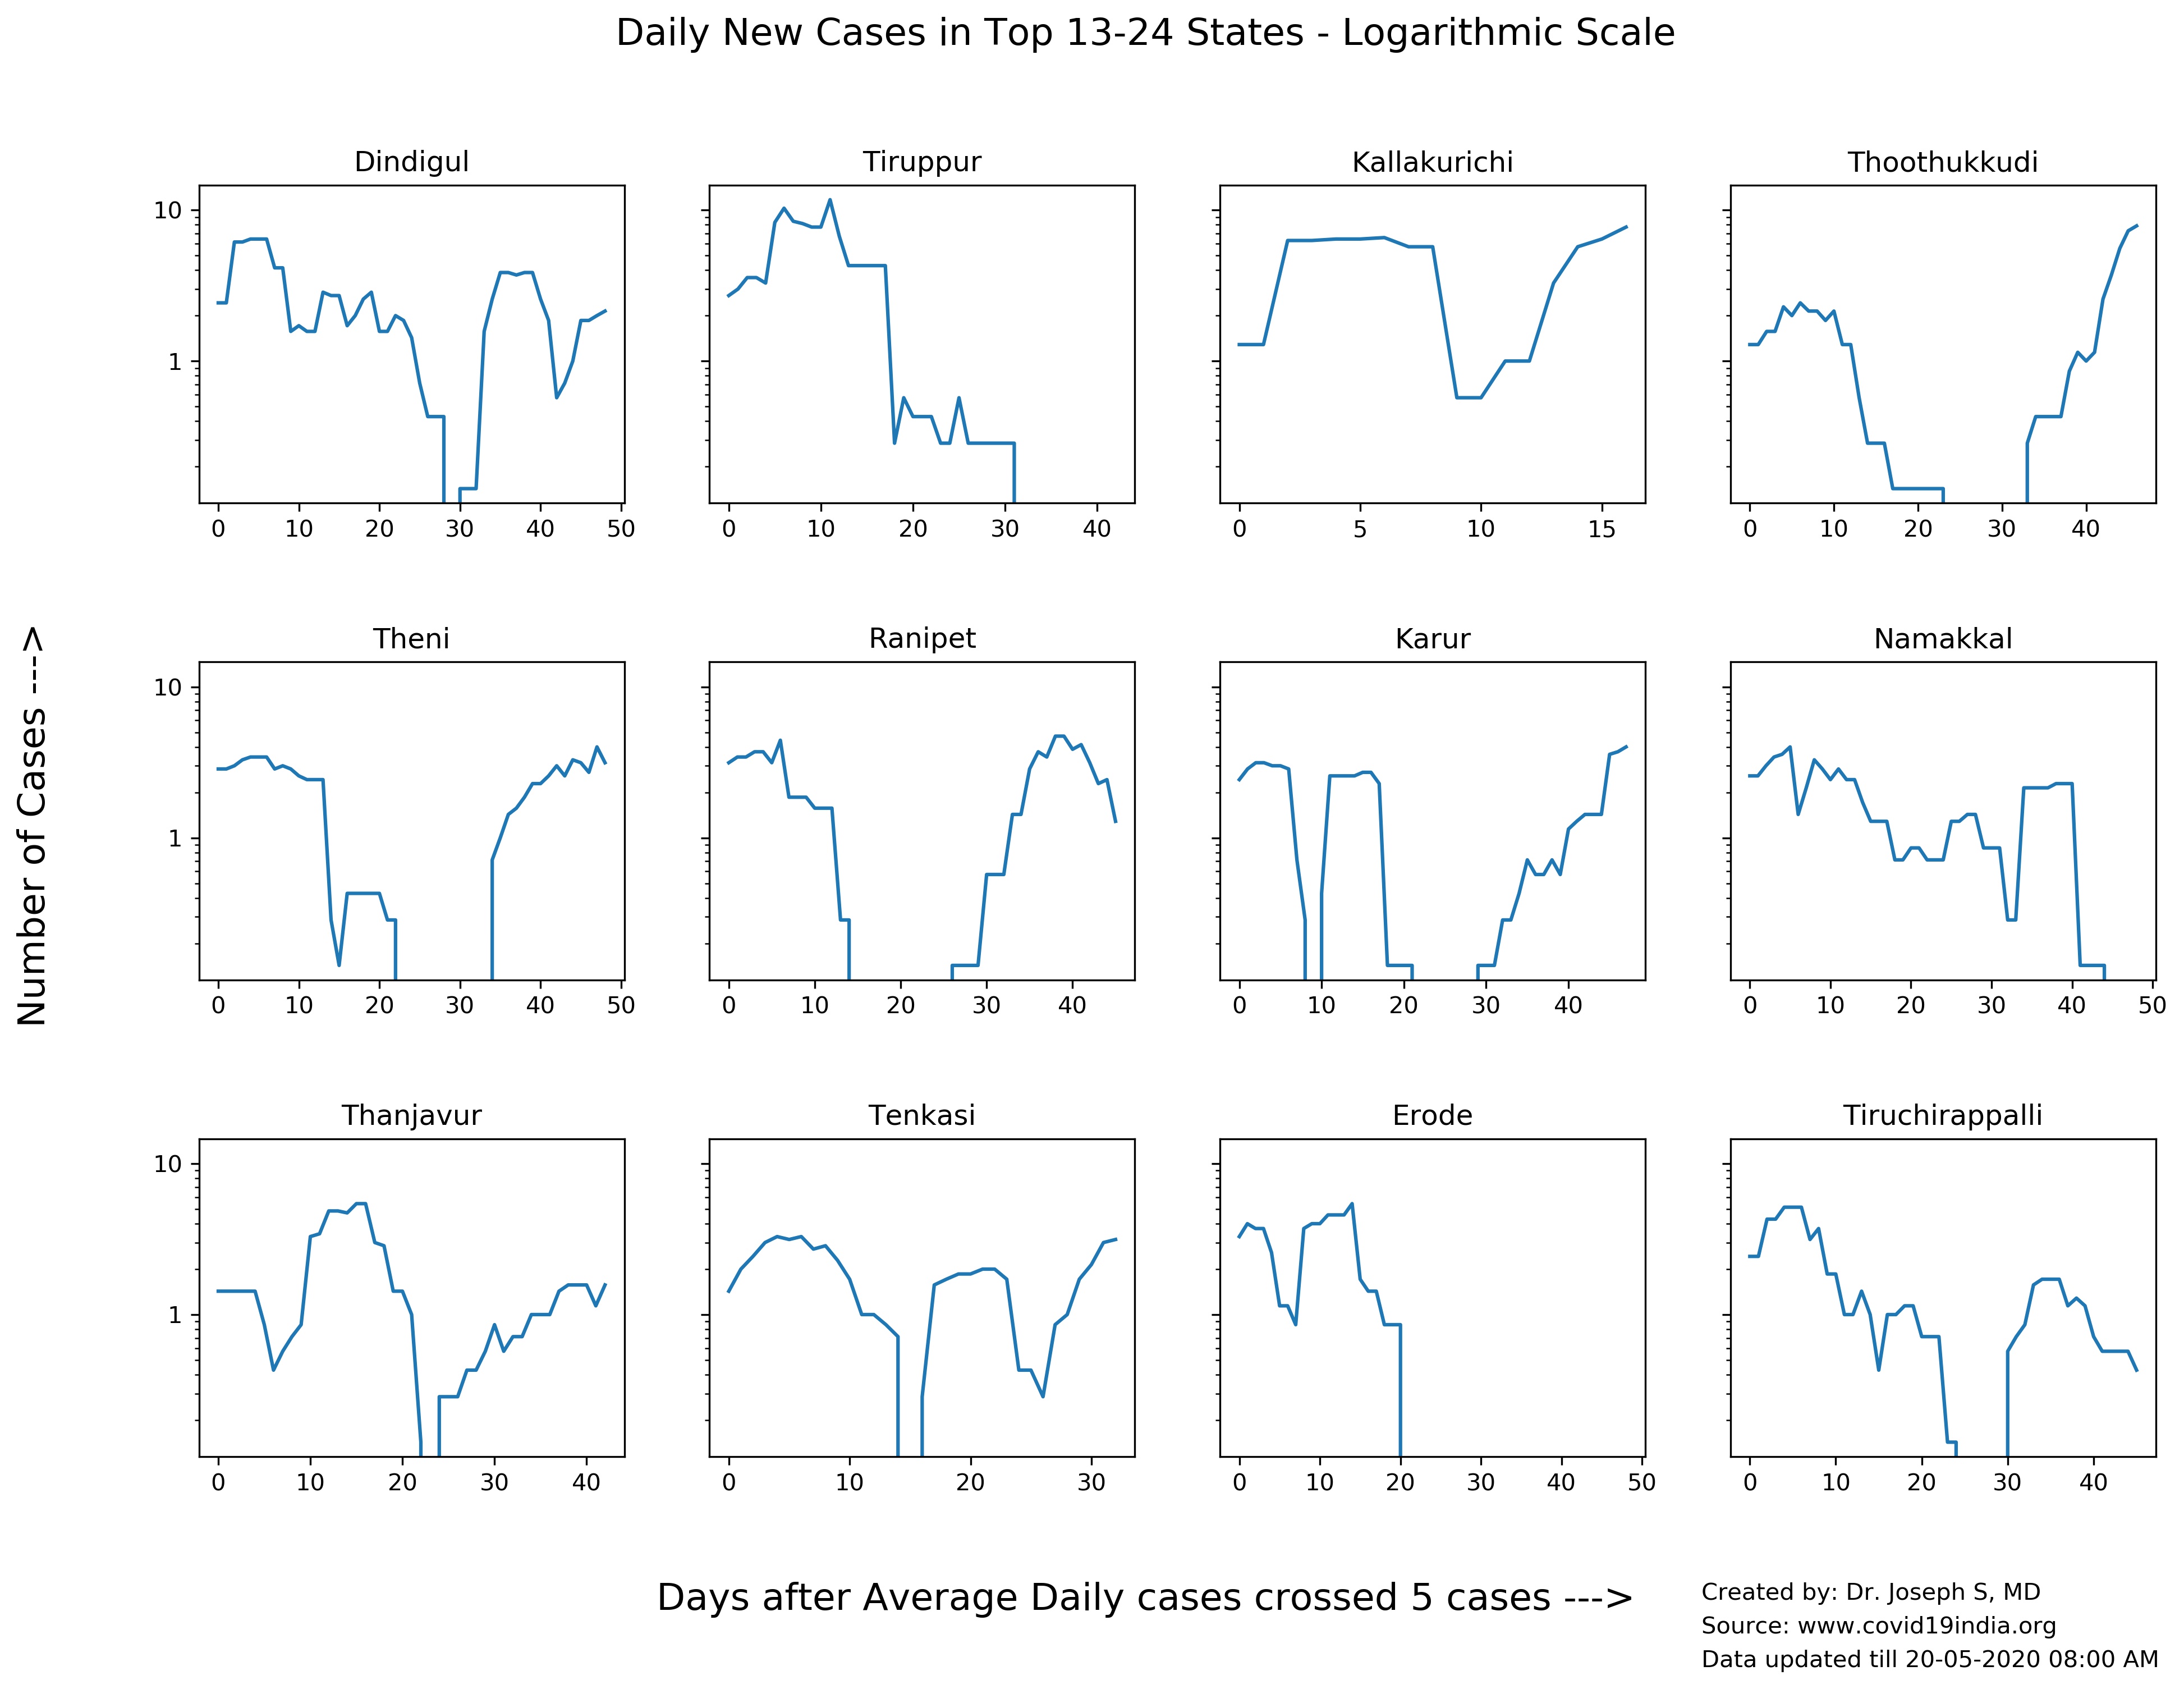 Daily New Cases in Top 13-24 States - Logarithmic Scale
Dindigul
Tiruppur
Kallakurichi
Thoothukkudi
10
1
0 10 20 30 40 50
0 10 20 30 40
0 5 10 15
0 10 20 30 40
Number of Cases --->
Theni
Ranipet
Karur
Namakkal
10
1
0 10 20 30 40 50
0 10 20 30 40
0 10 20 30 40
0 10 20 30 40 50
Thanjavur
Tenkasi
Erode
Tiruchirappalli
10
1
0 10 20 30 40
0 10 20 30
0 10 20 30 40 50
0 10 20 30 40
Days after Average Daily cases crossed 5 cases --->
Created by: Dr. Joseph S, MD
Source: www.covid19india.org
Data updated till 20-05-2020 08:00 AM